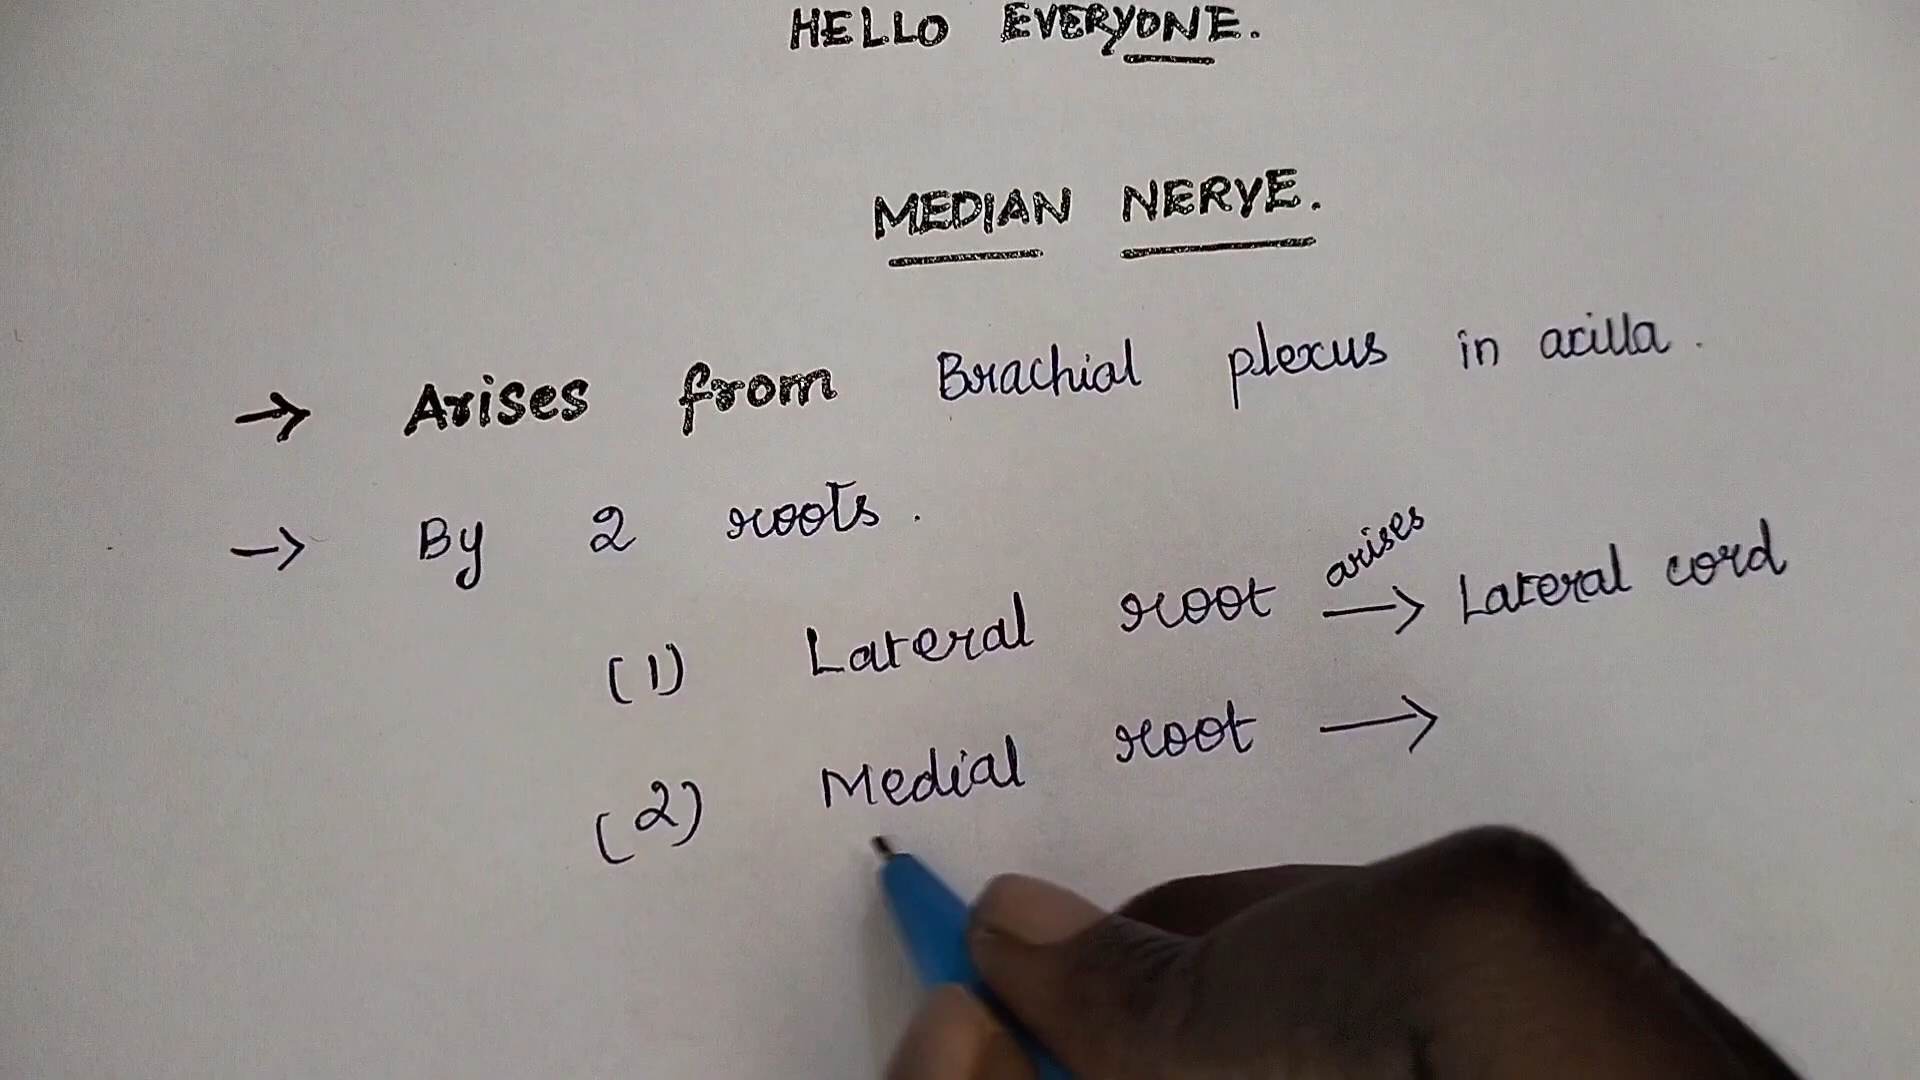 HELLO EVERYONE.
MEDIAN NERVE.
→ Arises from Brachial plexus in axilla.
→ By 2 roots.
(1) Lateral root arises → Lateral cord
(2) Medial root →